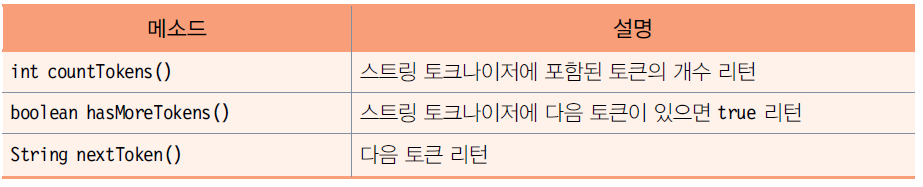 메소드 설명
int countTokens() 스트링 토크나이저에 포함된 토큰의 개수 리턴
boolean hasMoreTokens() 스트링 토크나이저에 다음 토큰이 있으면 true 리턴
String nextToken() 다음 토큰 리턴